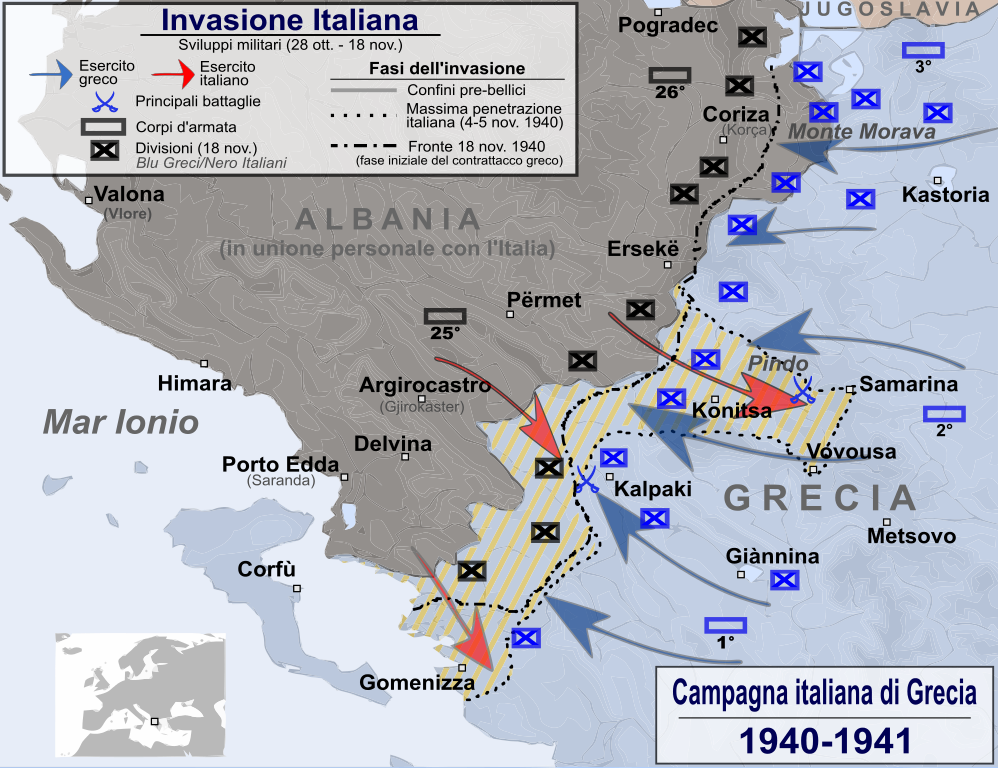 Invasione Italiana
Sviluppi militari (28 ott. - 18 nov.)
Esercito
greco
Esercito
italiano
Principali battaglie
Corpi d'armata
Divisioni (18 nov.)
Blu Greci/Nero Italiani
Fasi dell'invasione
Confini pre-bellici
Massima penetrazione
italiana (4-5 nov. 1940)
Fronte 18 nov. 1940
(fase iniziale del contrattacco greco)
JUGOSLAVIA
Pogradec
3°
26°
Coriza
(Korça)
Monte Morava
Kastoria
Valona
(Vlore)
ALBANIA
(in unione personale con l'Italia)
Ersekë
Përmet
25°
Himara
Argirocastro
(Gjirokaster)
Pindo
Samarina
Konitsa
2°
Mar Ionio
Delvina
Vovousa
Porto Edda
(Saranda)
Kalpaki
GRECIA
Metsovo
Corfù
Giànnina
1°
Gomenizza
Campagna italiana di Grecia
1940-1941